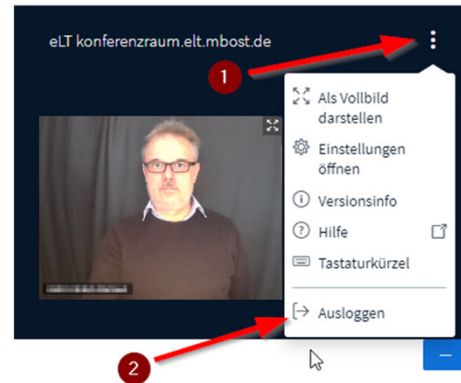 eLT konferenzraum.elt.mbost.de
1
Als Vollbild
darstellen
Einstellungen
öffnen
Versionsinfo
Hilfe
Tastaturkürzel
Ausloggen
2